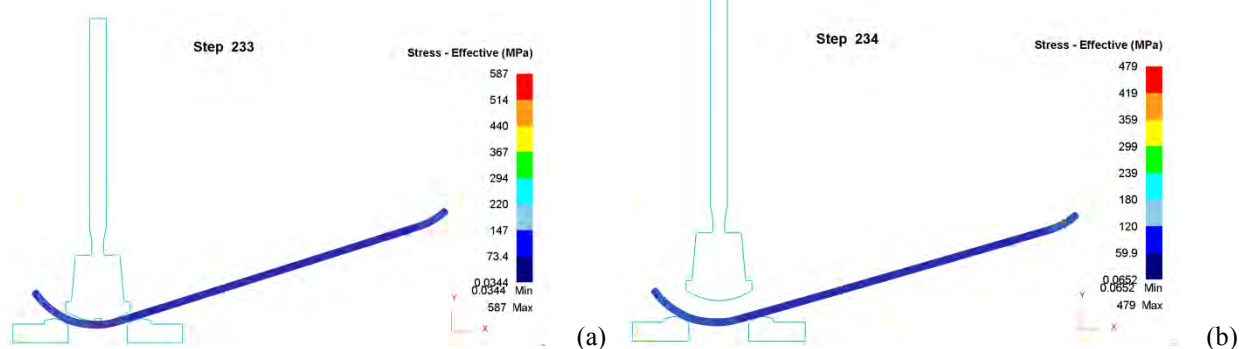 Step 233
Stress - Effective (MPa)
587
514
440
367
294
220
147
73.4
0.0344
0.0344 Min
587 Max
Y
X
(a)
Step 234
Stress - Effective (MPa)
479
419
359
299
239
180
120
59.9
0.0652
0.0652 Min
479 Max
Y
X
(b)